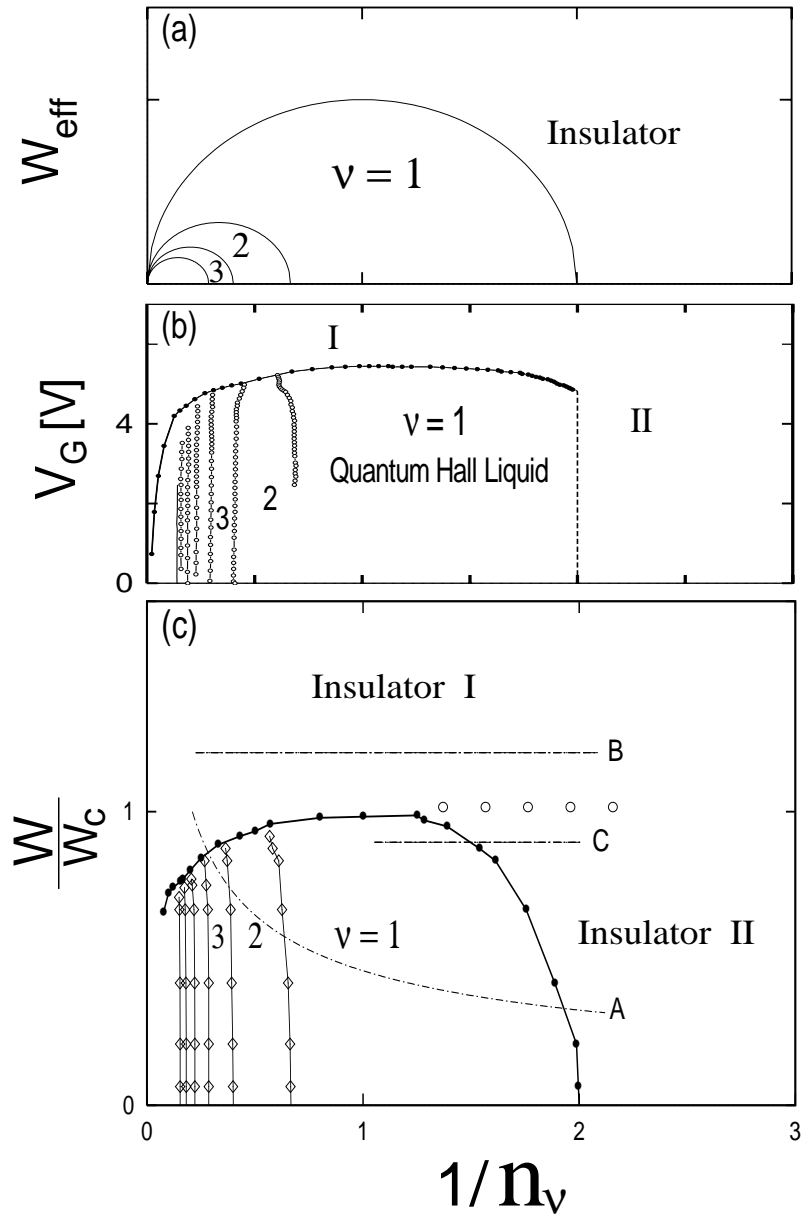 (a)
W_eff
Insulator
ν = 1
2
3
(b)
I
V_G [V]
4
ν = 1
II
Quantum Hall Liquid
2
3
0
(c)
Insulator I
B
1
W
W_c
C
3
2
ν = 1
Insulator II
A
0
0
1
2
3
1/n_ν